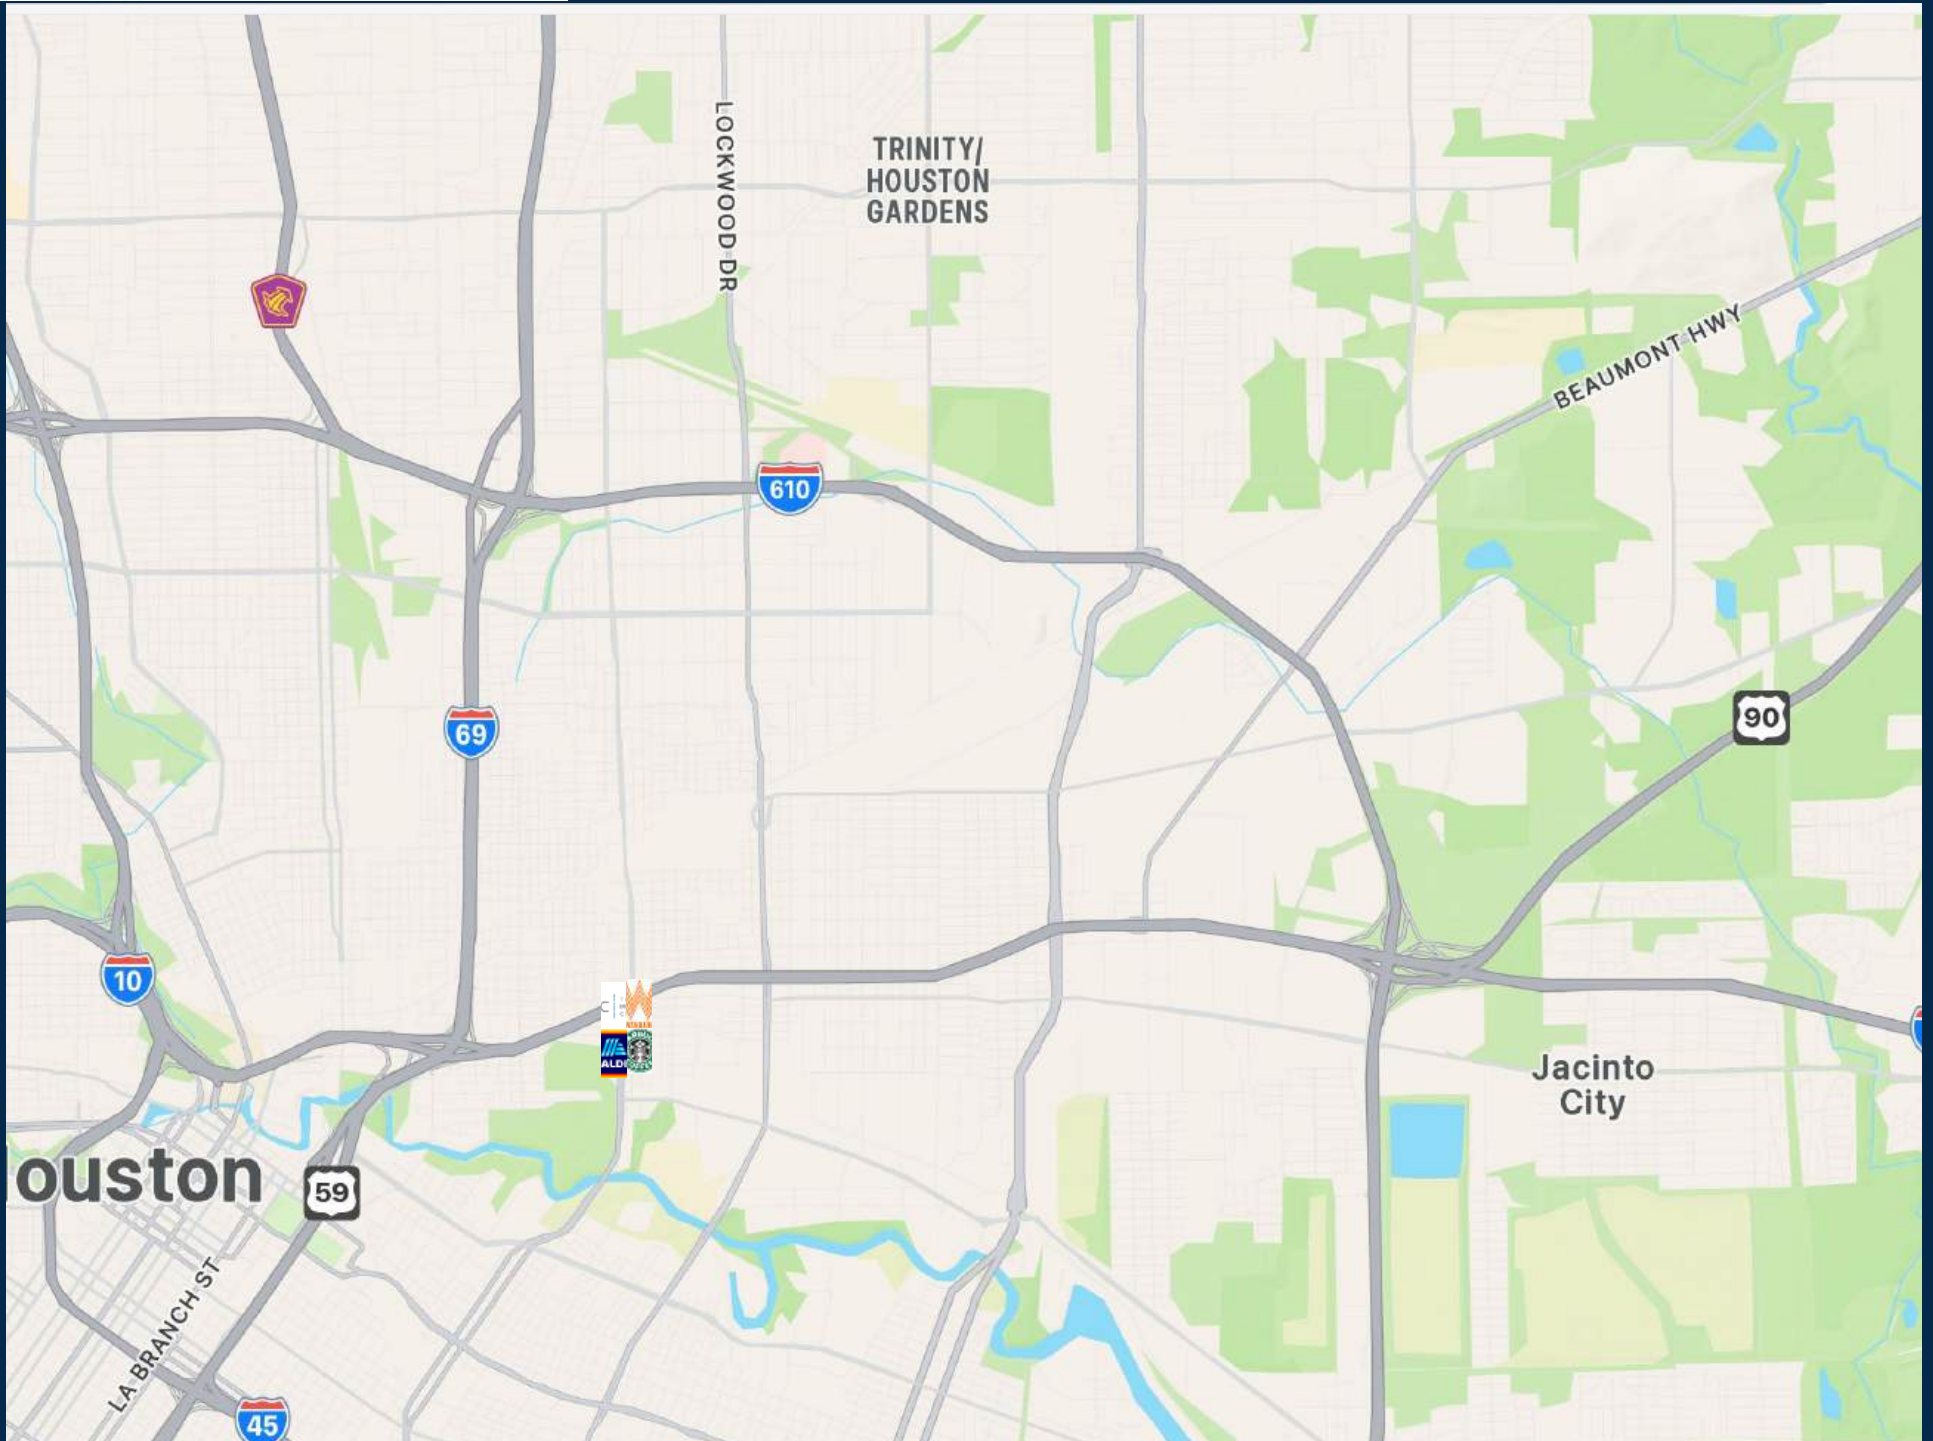 LOCKWOOD DR
TRINITY/
HOUSTON
GARDENS
BEAUMONT HWY
610
69
90
10
ALDI
Jacinto
City
ouston
59
LA BRANCH ST
45